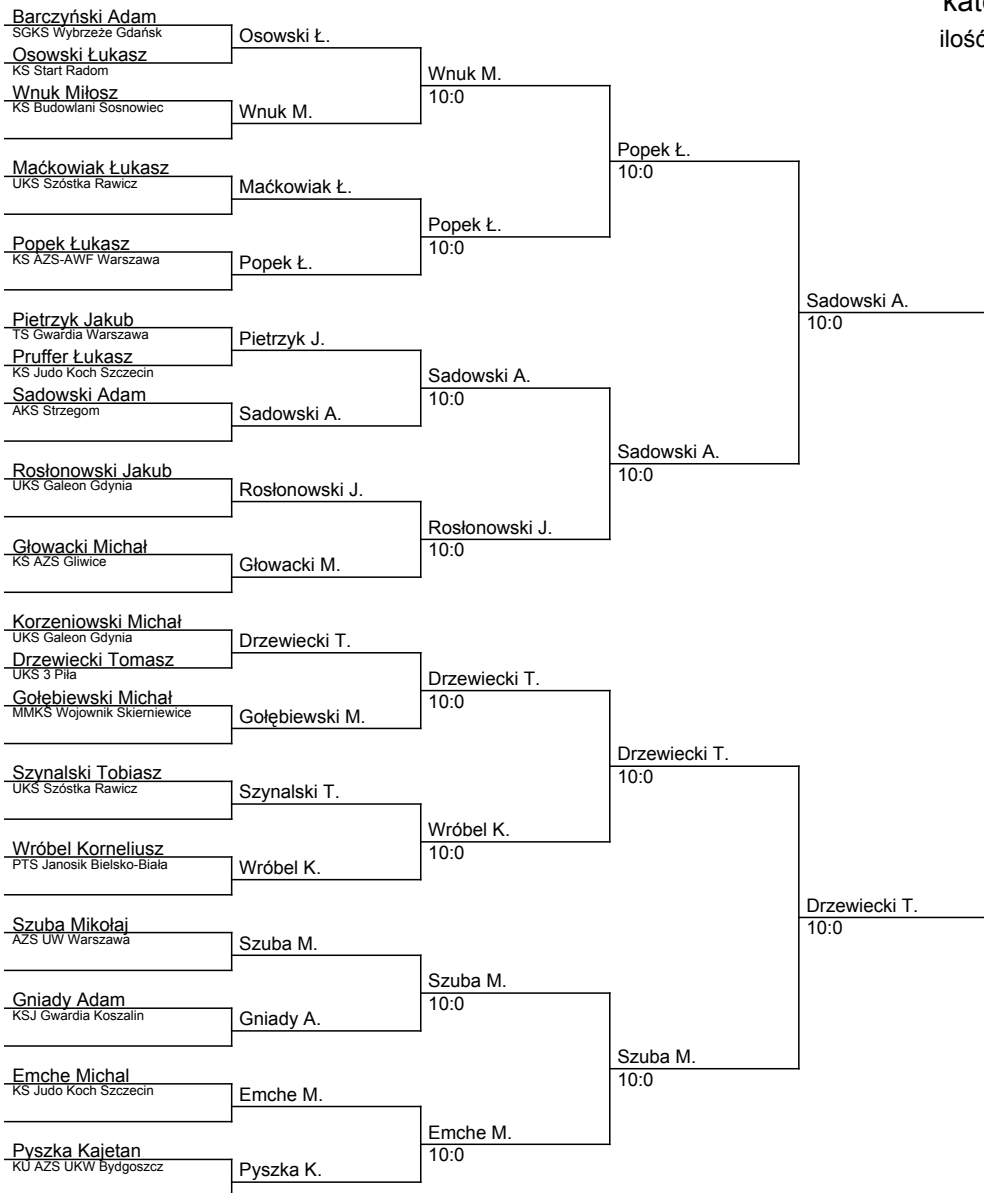 kat
ilość
Barczyński Adam
SGKS Wybrzeże Gdańsk
Osowski Łukasz
KS Start Radom
Wnuk Miłosz
KS Budowlani Sosnowiec
Maćkowiak Łukasz
UKS Szóstka Rawicz
Popek Łukasz
KS AZS-AWF Warszawa
Pietrzyk Jakub
TS Gwardia Warszawa
Pruffer Łukasz
KS Judo Koch Szczecin
Sadowski Adam
AKS Strzegom
Rosłonowski Jakub
UKS Galeon Gdynia
Głowacki Michał
KS AZS Gliwice
Korzeniowski Michał
UKS Galeon Gdynia
Drzewiecki Tomasz
UKS 3 Piła
Gołębiewski Michał
MMKS Wojownik Skierniewice
Szynalski Tobiasz
UKS Szóstka Rawicz
Wróbel Korneliusz
PTS Janosik Bielsko-Biała
Szuba Mikołaj
AZS UW Warszawa
Gniady Adam
KSJ Gwardia Koszalin
Emche Michal
KS Judo Koch Szczecin
Pyszka Kajetan
KU AZS UKW Bydgoszcz
Osowski Ł.
Wnuk M.
Maćkowiak Ł.
Popek Ł.
Pietrzyk J.
Sadowski A.
Rosłonowski J.
Głowacki M.
Drzewiecki T.
Gołębiewski M.
Szynalski T.
Wróbel K.
Szuba M.
Gniady A.
Emche M.
Pyszka K.
Wnuk M.
10:0
Popek Ł.
10:0
Sadowski A.
10:0
Rosłonowski J.
10:0
Drzewiecki T.
10:0
Wróbel K.
10:0
Szuba M.
10:0
Emche M.
10:0
Popek Ł.
10:0
Sadowski A.
10:0
Drzewiecki T.
10:0
Szuba M.
10:0
Sadowski A.
10:0
Drzewiecki T.
10:0